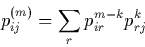 $p_{ij}^{(m)} = \sum_{r} p_{ir}^{m-k} p_{rj}^{k}$